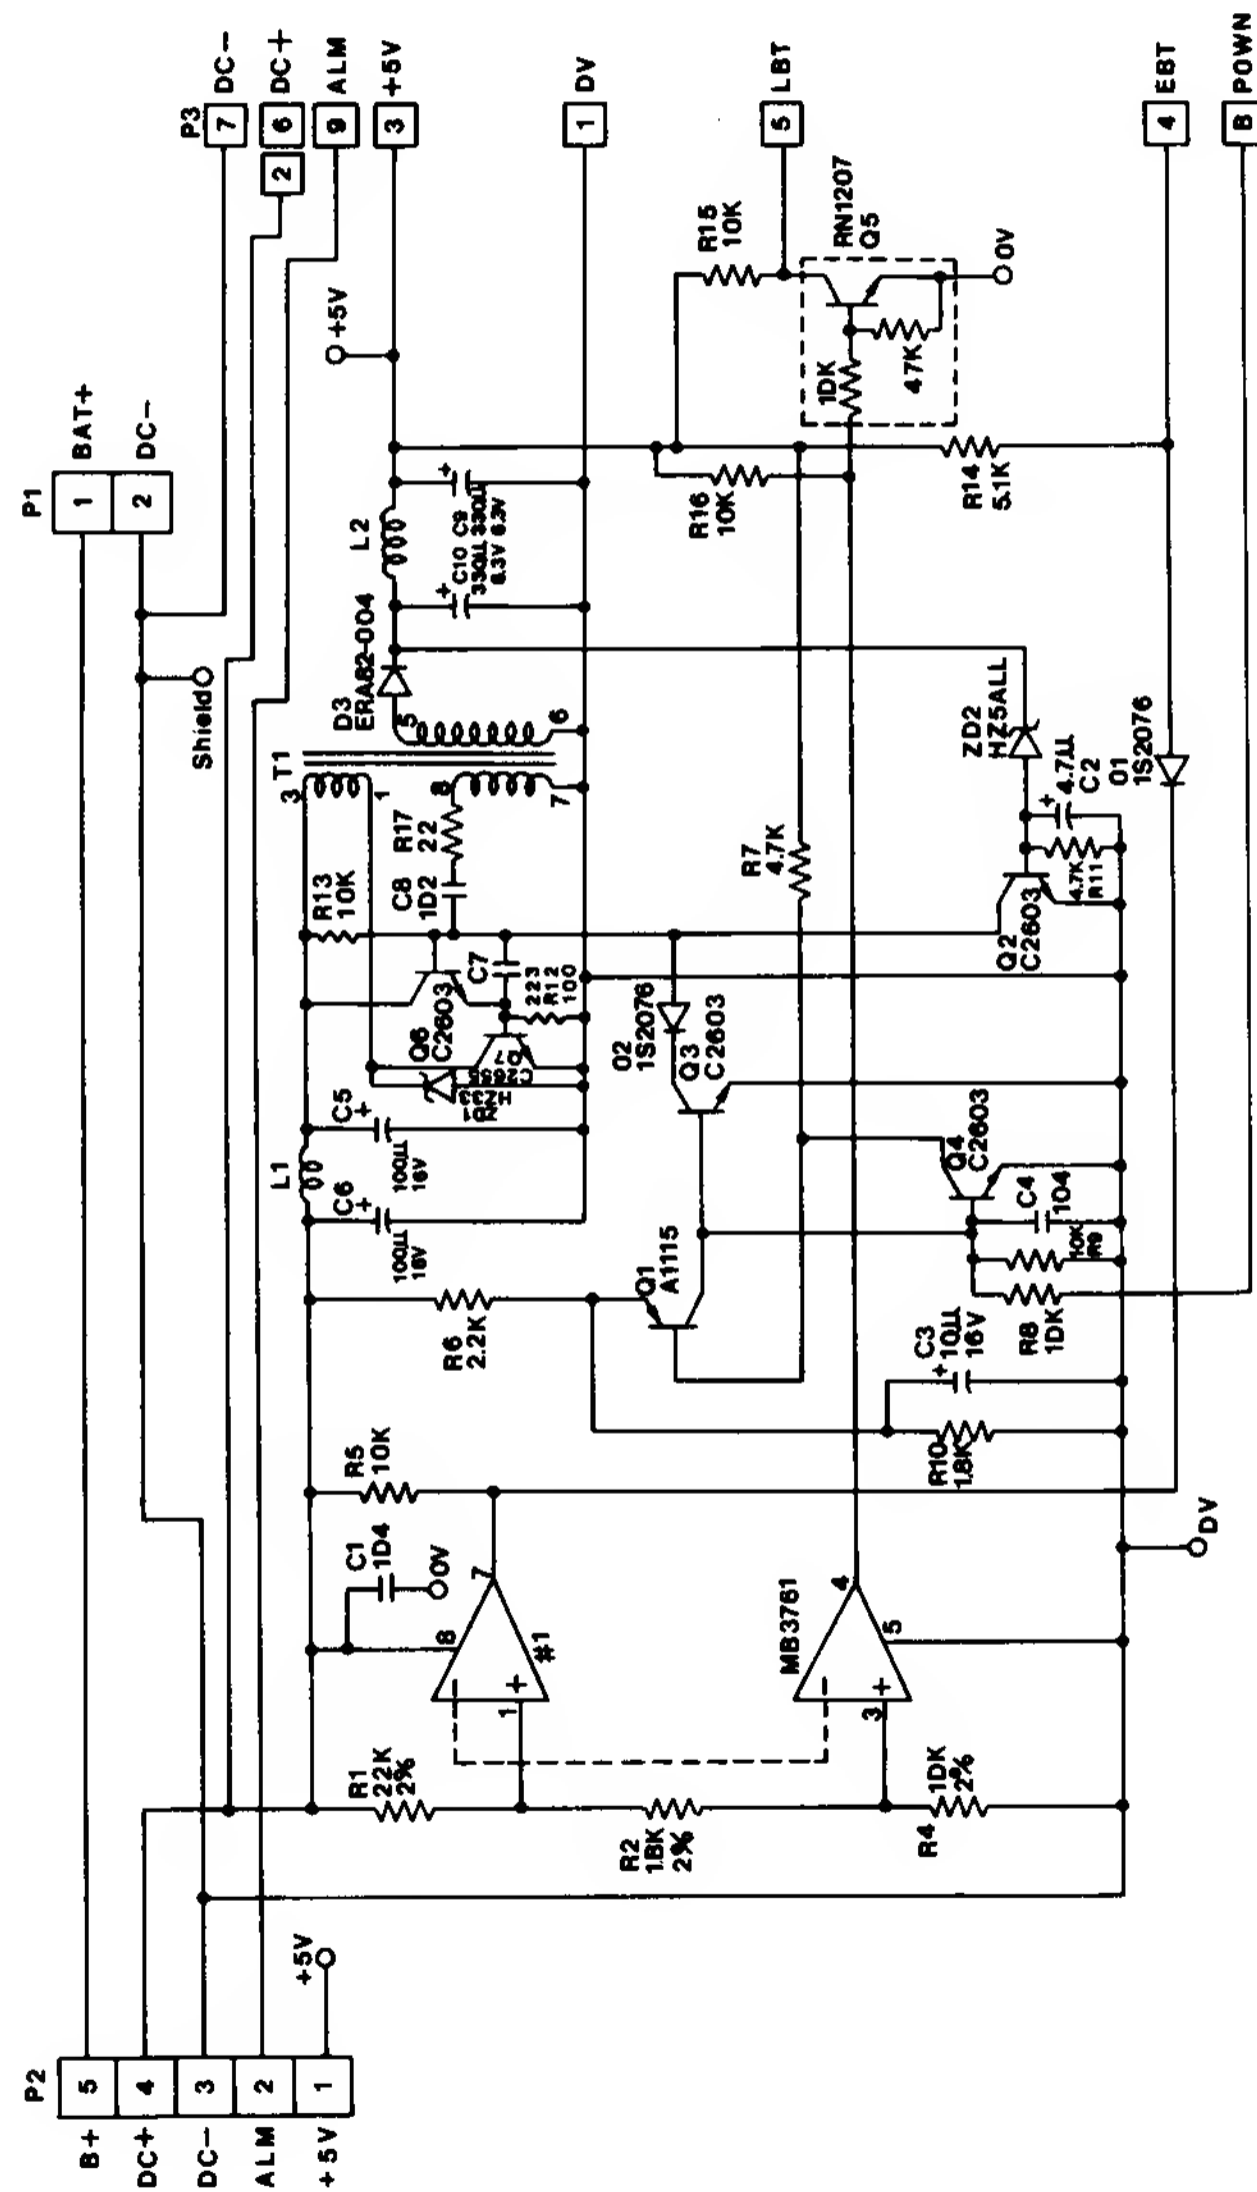 P2
B+
5
DC+
4
DC-
3
ALM
2
+5V
1
+5V
P1
1
BAT+
2
DC-
Shield
P3
7
DC-
2
6
DC+
9
ALM
3
+5V
1
DV
5
LBT
4
EBT
B
POWN
+5V
R1
22K
2%
R2
1.8K
2%
R4
1DK
2%
C1
1D4
0V
R5
10K
8
7
1
-
+
#1
MB3761
4
5
3
-
+
DV
R6
2.2K
C6
100µ
16V
L1
C5
100µ
16V
Q1
A1115
R10
1.8K
C3
10µ
16V
R8
1DK
10K
R9
C4
104
Q4
C2603
Q3
C2603
02
1S2076
Q6
C2603
C7
223
R12
100
R13
10K
C8
1D2
R17
22
T1
3
1
8
7
5
6
D3
ERA82-004
L2
C10
330µ
6.3V
C9
330µ
6.3V
R7
4.7K
Q2
C2603
4.7K
R11
4.7µ
C2
ZD2
HZ5ALL
01
1S2076
R16
10K
R15
10K
R14
5.1K
1DK
47K
RN1207
Q5
0V